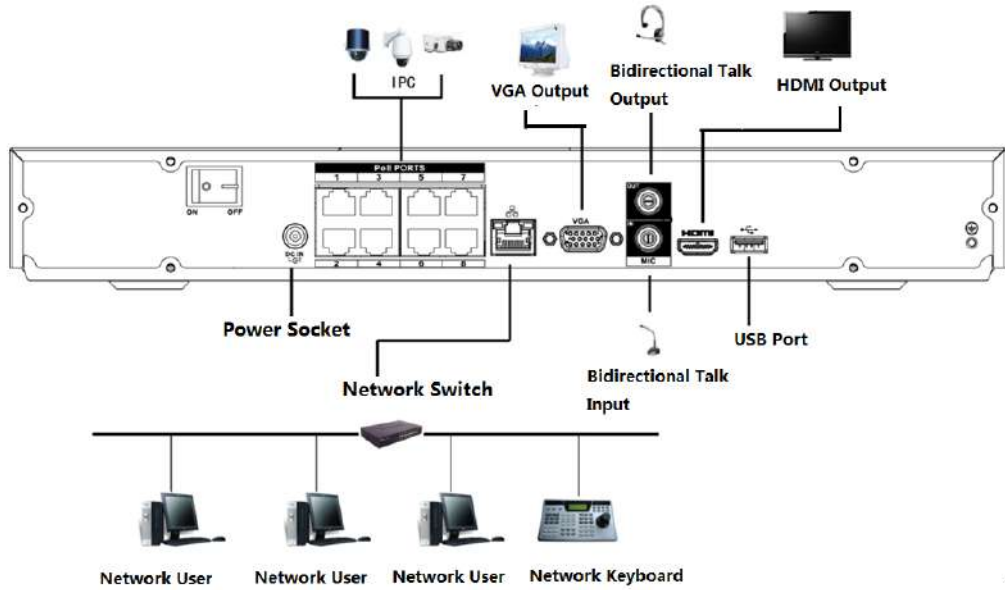 IPC
VGA Output
Bidirectional Talk
Output
HDMI Output
PoE PORTS
1 3 5 7
ON OFF
OUT
VGA
HDMI
DC IN
MIC
2 4 6 8
Power Socket
USB Port
Network Switch
Bidirectional Talk
Input
Network User
Network User
Network User
Network Keyboard